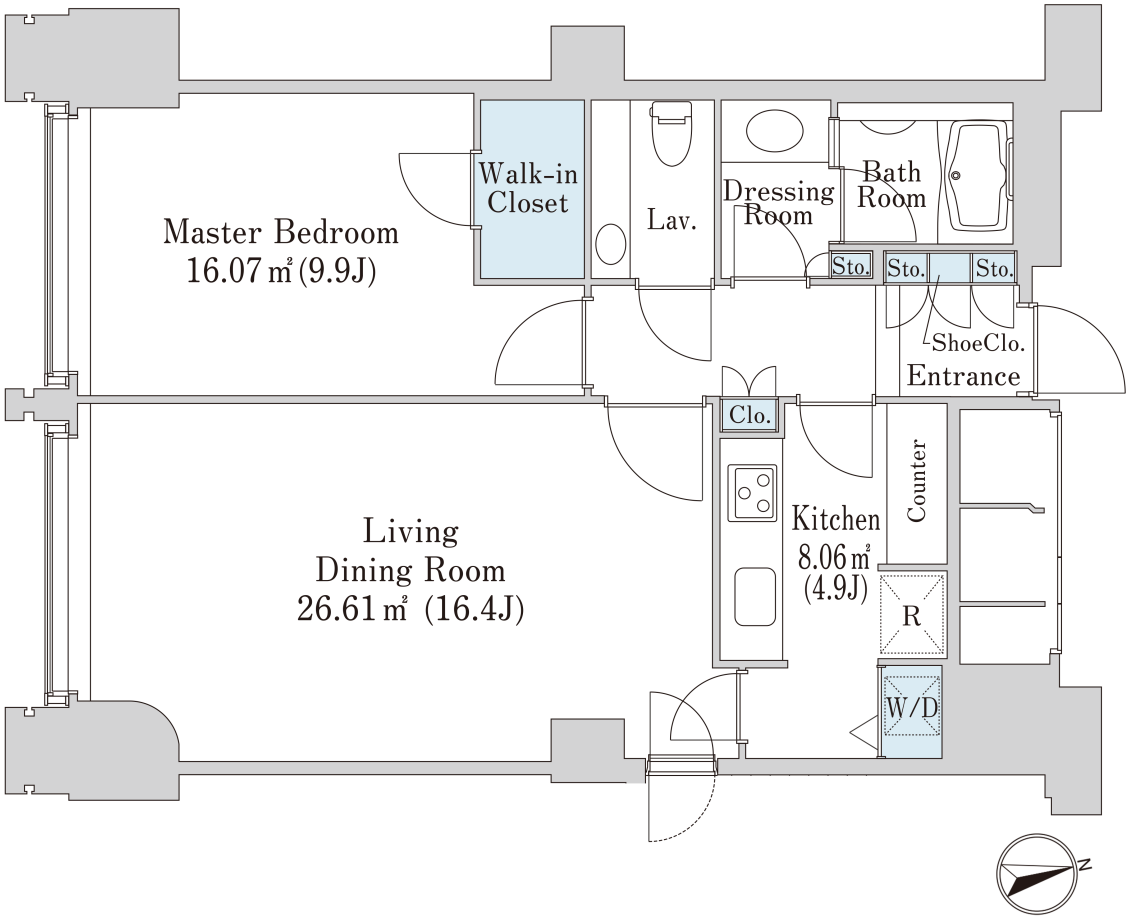 Walk-in
Closet
Master Bedroom
16.07㎡(9.9J)
Lav.
Dressing
Room
Bath
Room
Sto.
Sto.
Sto.
ShoeClo.
Entrance
Clo.
Living
Dining Room
26.61㎡ (16.4J)
Kitchen
8.06㎡
(4.9J)
Counter
R
W/D
N